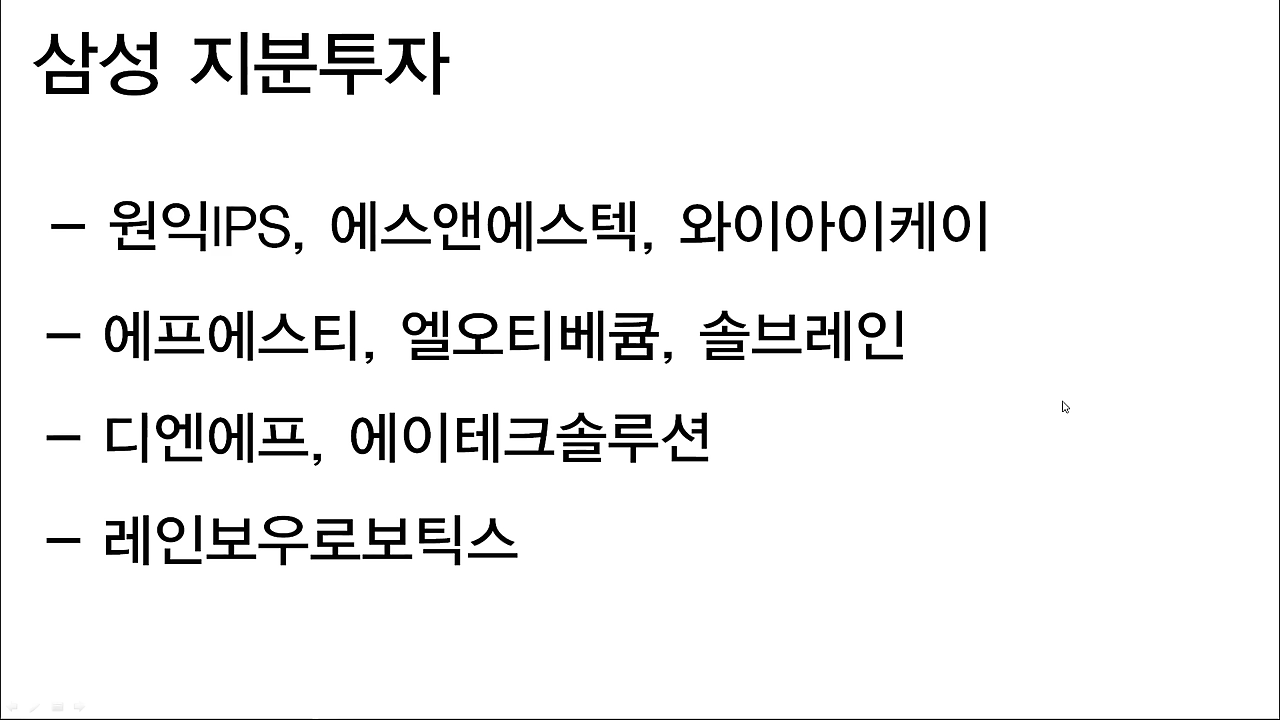 삼성 지분투자
- 원익IPS, 에스앤에스텍, 와이아이케이
- 에프에스티, 엘오티베큠, 솔브레인
- 디엔에프, 에이테크솔루션
- 레인보우로보틱스